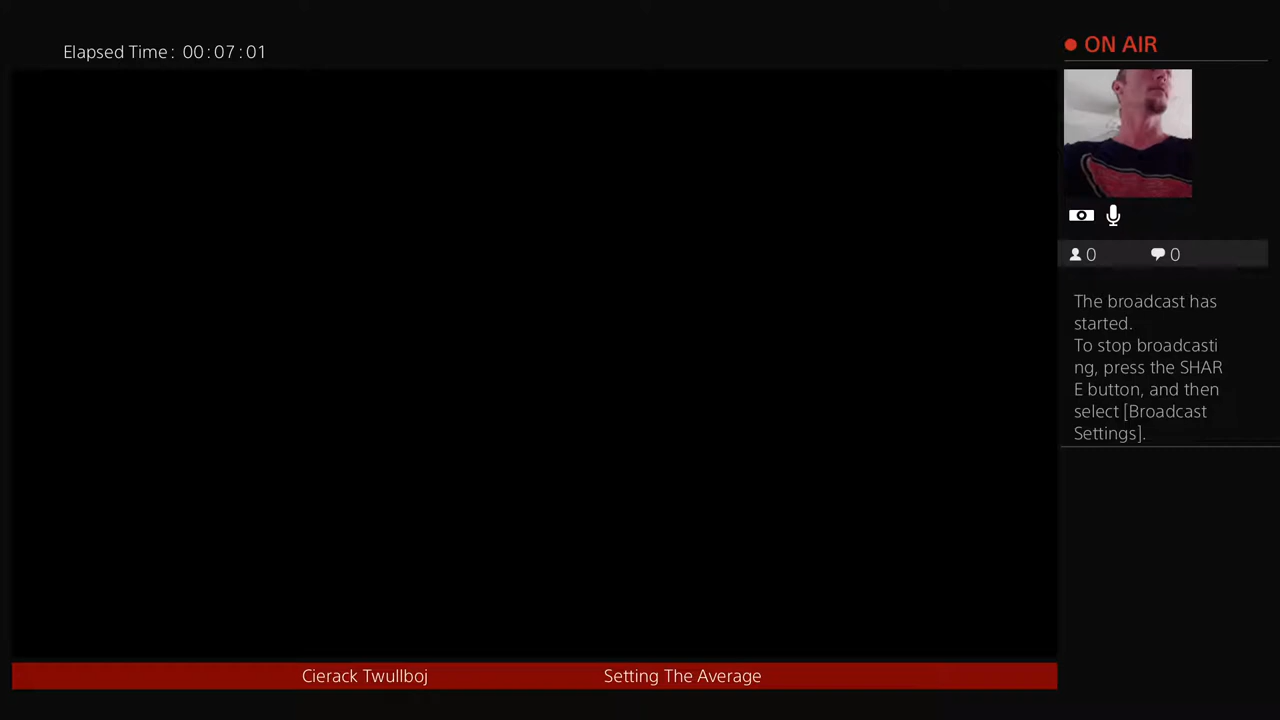 Elapsed Time: 00:07:01
ON AIR
0 0
The broadcast has
started.
To stop broadcasti
ng, press the SHAR
E button, and then
select [Broadcast
Settings].
Cierack Twullboj Setting The Average